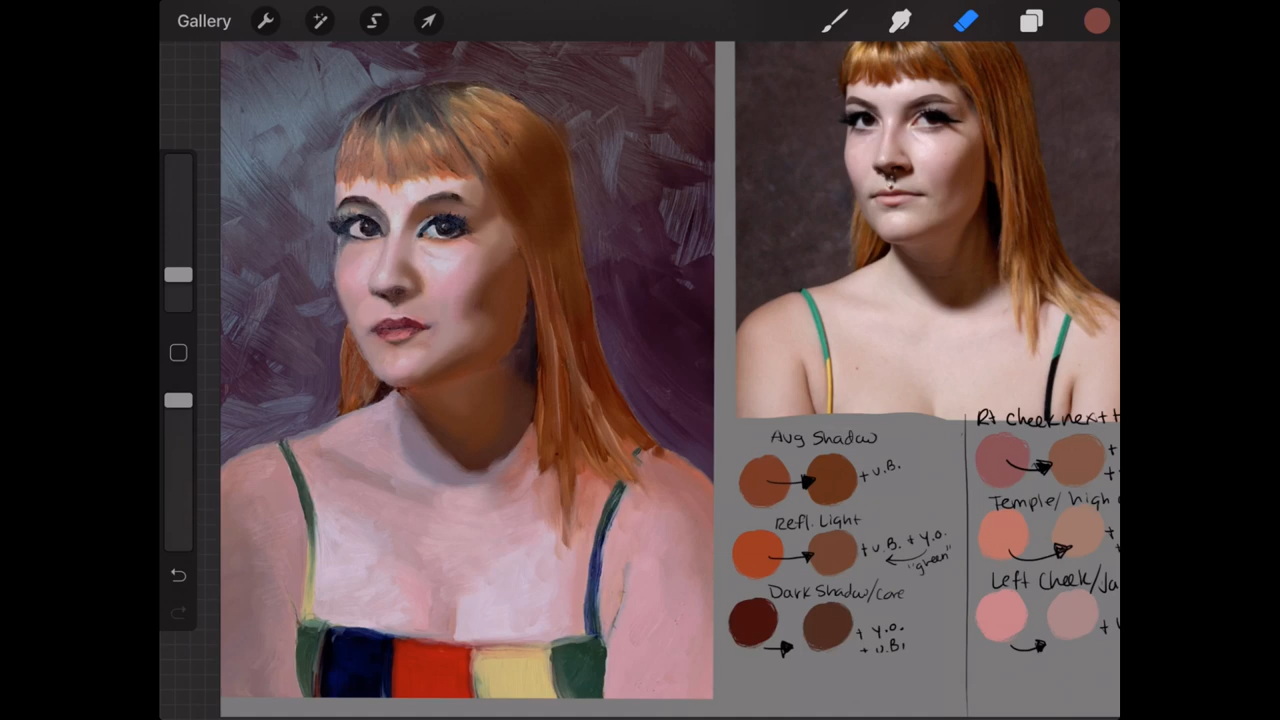 Gallery
Avg Shadow
+ U.B.
Refl. Light
+ U.B. + Y.O.
"green"
Dark Shadow/Core
+ Y.O.
+ U.B.
Rt Cheek next t
+
+
Temple/ high
+
Left Cheek/Ja
+